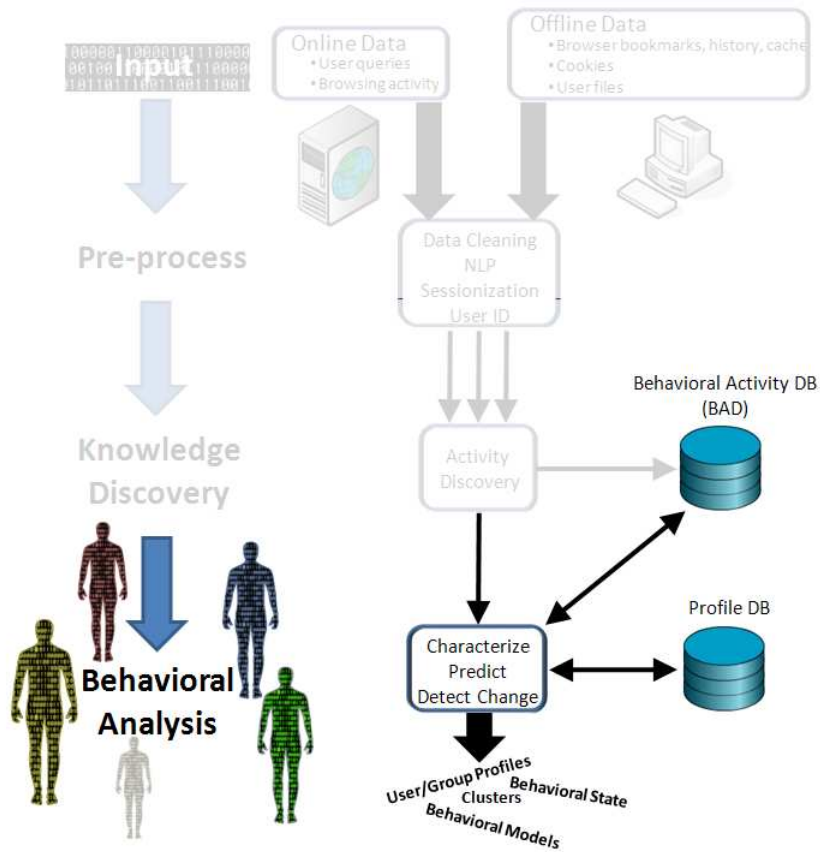 100000110000101110000
Input
Online Data
• User queries
• Browsing activity
Offline Data
• Browser bookmarks, history, cache
• Cookies
• User files
Pre-process
Data Cleaning
NLP
Sessionization
User ID
Knowledge
Discovery
Activity
Discovery
Behavioral Activity DB
(BAD)
Behavioral
Analysis
Characterize
Predict
Detect Change
Profile DB
User/Group Profiles
Behavioral State
Clusters
Behavioral Models